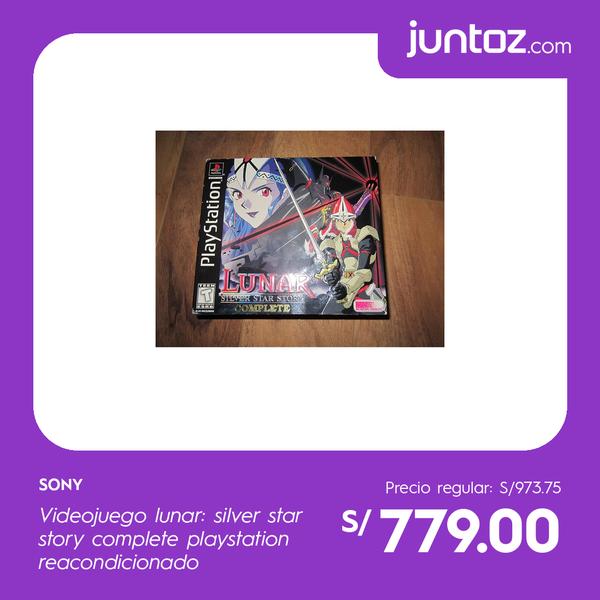 juntoz.com
PlayStation
LUNAR
SILVER STAR STORY
COMPLETE
TEEN
SONY
Videojuego lunar: silver star
story complete playstation
reacondicionado
Precio regular: S/973.75
S/779.00